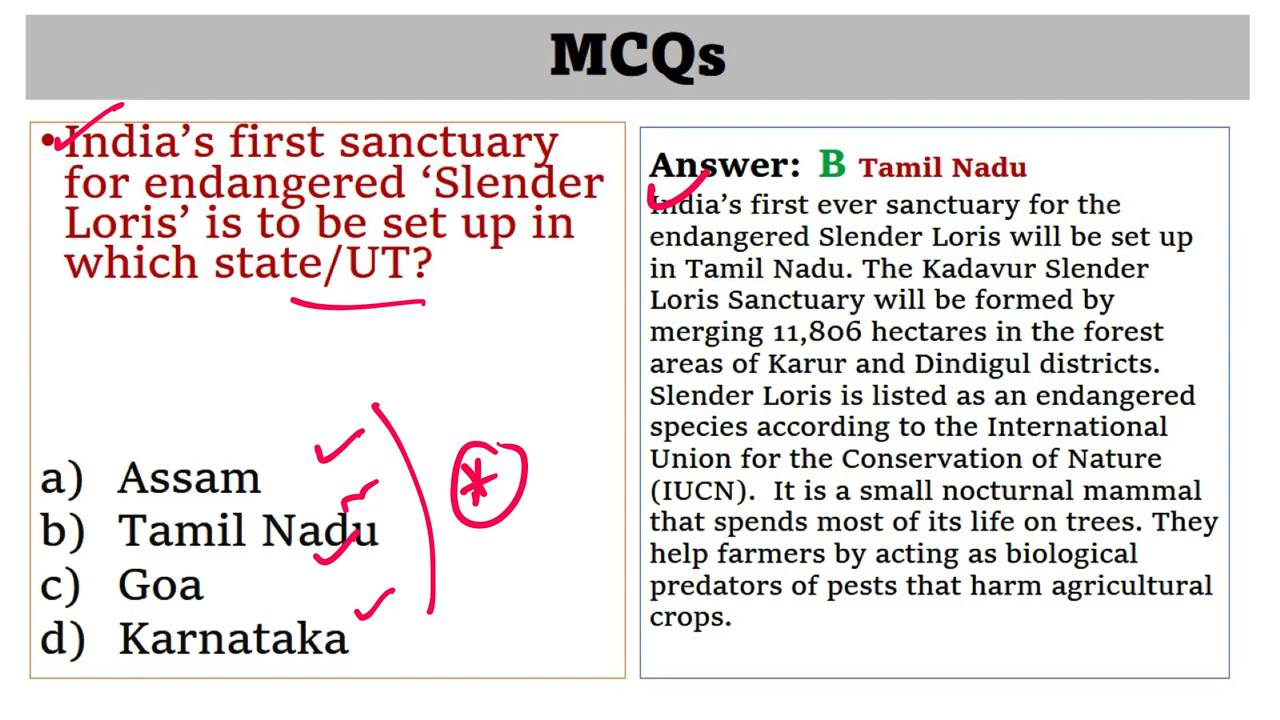 MCQs
•India’s first sanctuary
for endangered ‘Slender
Loris’ is to be set up in
which state/UT?
a) Assam
b) Tamil Nadu
c) Goa
d) Karnataka
Answer: B Tamil Nadu
India’s first ever sanctuary for the
endangered Slender Loris will be set up
in Tamil Nadu. The Kadavur Slender
Loris Sanctuary will be formed by
merging 11,806 hectares in the forest
areas of Karur and Dindigul districts.
Slender Loris is listed as an endangered
species according to the International
Union for the Conservation of Nature
(IUCN). It is a small nocturnal mammal
that spends most of its life on trees. They
help farmers by acting as biological
predators of pests that harm agricultural
crops.